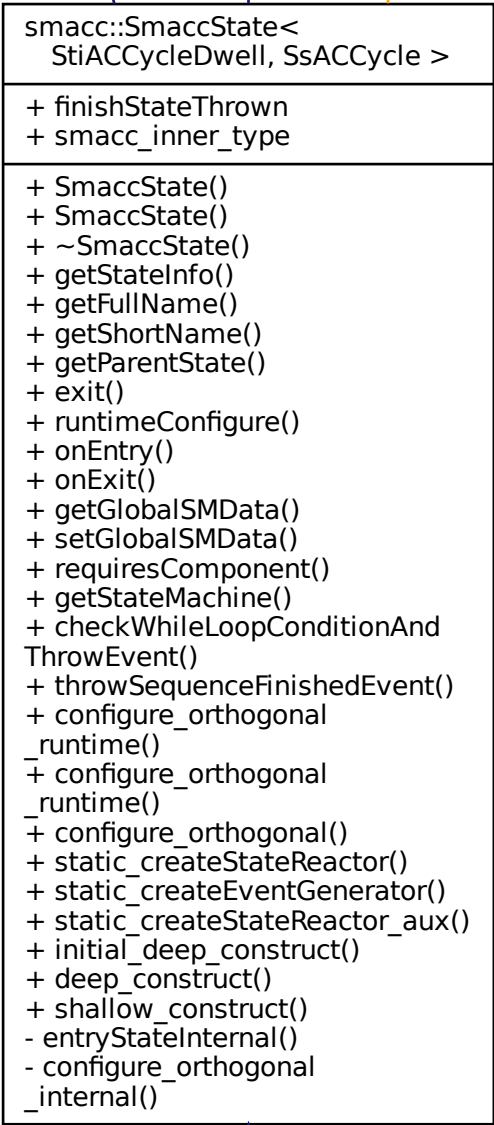 smacc::SmaccState<
StiACCycleDwell, SsACCycle >
+ finishStateThrown
+ smacc_inner_type
+ SmaccState()
+ SmaccState()
+ ~SmaccState()
+ getStateInfo()
+ getFullName()
+ getShortName()
+ getParentState()
+ exit()
+ runtimeConfigure()
+ onEntry()
+ onExit()
+ getGlobalSMData()
+ setGlobalSMData()
+ requiresComponent()
+ getStateMachine()
+ checkWhileLoopConditionAnd
ThrowEvent()
+ throwSequenceFinishedEvent()
+ configure_orthogonal
_runtime()
+ configure_orthogonal
_runtime()
+ configure_orthogonal()
+ static_createStateReactor()
+ static_createEventGenerator()
+ static_createStateReactor_aux()
+ initial_deep_construct()
+ deep_construct()
+ shallow_construct()
- entryStateInternal()
- configure_orthogonal
_internal()